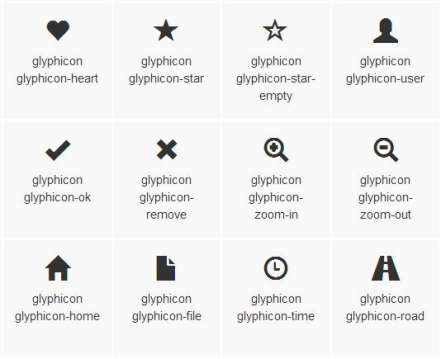 glyphicon
glyphicon-heart
glyphicon
glyphicon-star
glyphicon
glyphicon-star-
empty
glyphicon
glyphicon-user
glyphicon
glyphicon-ok
glyphicon
glyphicon-
remove
glyphicon
glyphicon-
zoom-in
glyphicon
glyphicon-
zoom-out
glyphicon
glyphicon-home
glyphicon
glyphicon-file
glyphicon
glyphicon-time
glyphicon
glyphicon-road